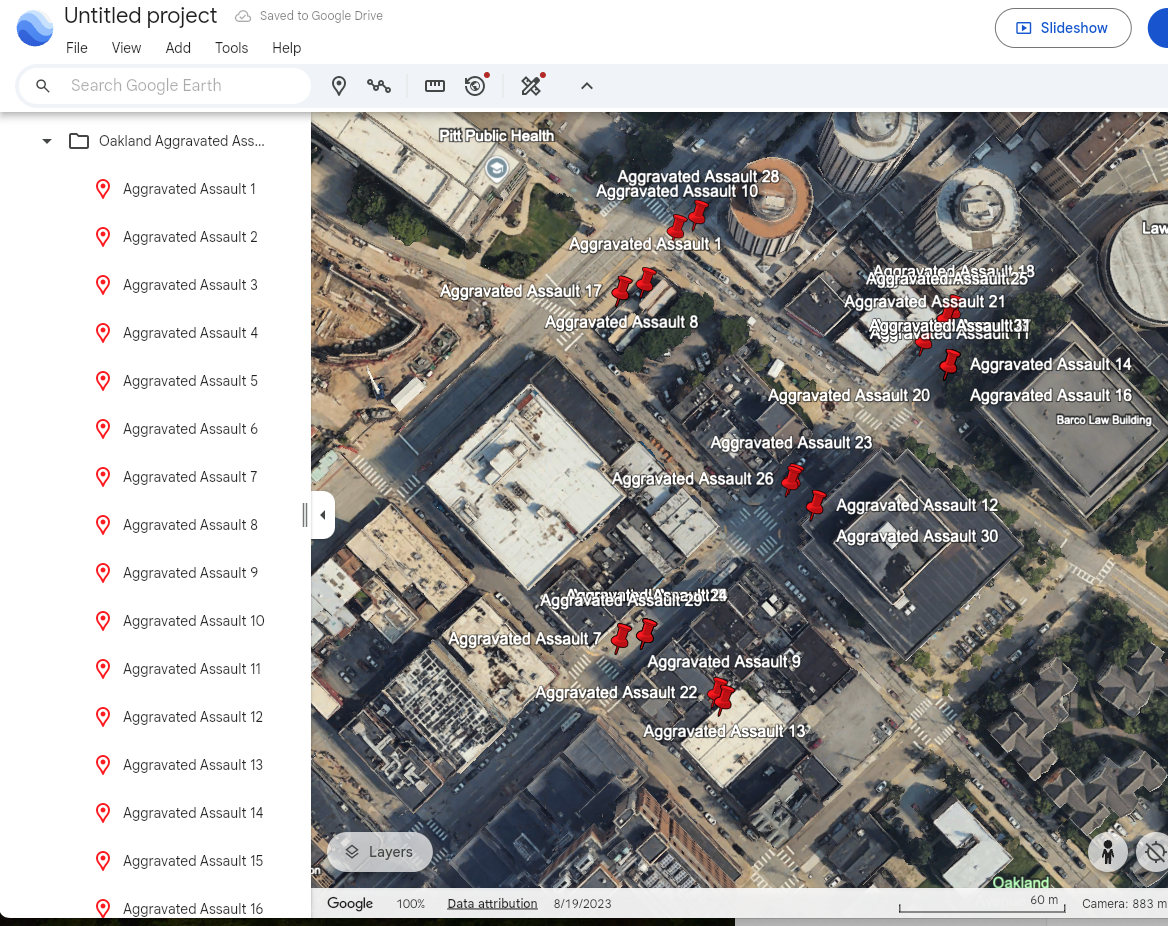 Untitled project
Saved to Google Drive
File View Add Tools Help
Slideshow
Search Google Earth
Oakland Aggravated Ass...
Aggravated Assault 1
Aggravated Assault 2
Aggravated Assault 3
Aggravated Assault 4
Aggravated Assault 5
Aggravated Assault 6
Aggravated Assault 7
Aggravated Assault 8
Aggravated Assault 9
Aggravated Assault 10
Aggravated Assault 11
Aggravated Assault 12
Aggravated Assault 13
Aggravated Assault 14
Aggravated Assault 15
Aggravated Assault 16
Pitt Public Health
Aggravated Assault 28
Aggravated Assault 10
Law
Aggravated Assault 1
Aggravated Assault 18
Aggravated Assault 25
Aggravated Assault 17
Aggravated Assault 21
Aggravated Assault 8
Aggravated Assault
Aggravated Assault 11
Aggravated Assault 14
Aggravated Assault 20
Aggravated Assault 16
Barco Law Building
Aggravated Assault 23
Aggravated Assault 26
Aggravated Assault 12
Aggravated Assault 30
Aggravated Assault 24
Aggravated Assault 29
Aggravated Assault 7
Aggravated Assault 9
Aggravated Assault 22
Aggravated Assault 13
Layers
on
Oakland
Google 100% Data attribution 8/19/2023
60 m
Camera: 883 m